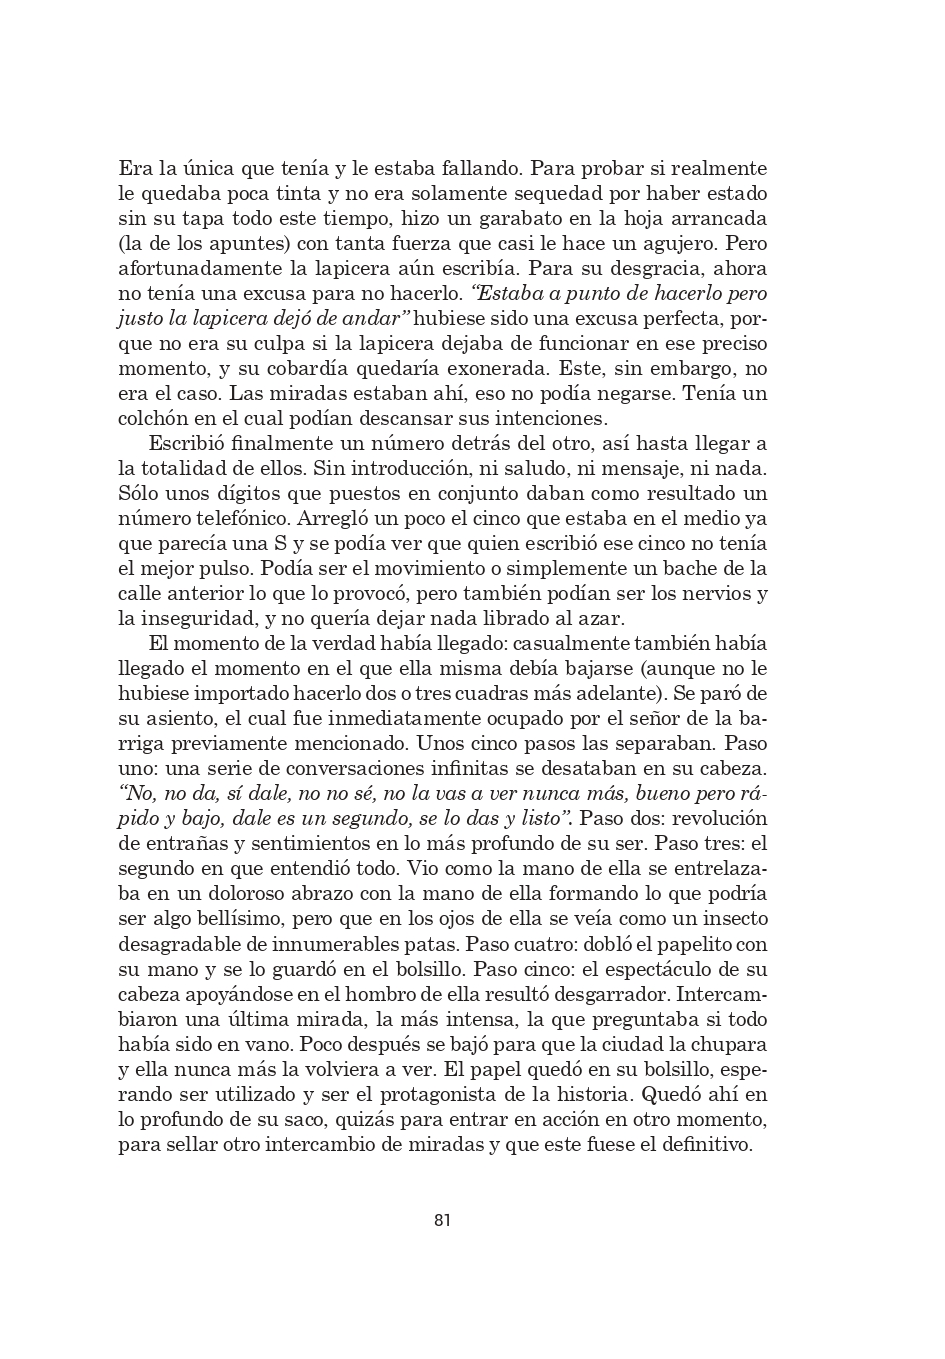 Era la única que tenía y le estaba fallando. Para probar si realmente
le quedaba poca tinta y no era solamente sequedad por haber estado
sin su tapa todo este tiempo, hizo un garabato en la hoja arrancada
(la de los apuntes) con tanta fuerza que casi le hace un agujero. Pero
afortunadamente la lapicera aún escribía. Para su desgracia, ahora
no tenía una excusa para no hacerlo. “Estaba a punto de hacerlo pero
justo la lapicera dejó de andar” hubiese sido una excusa perfecta, por-
que no era su culpa si la lapicera dejaba de funcionar en ese preciso
momento, y su cobardía quedaría exonerada. Este, sin embargo, no
era el caso. Las miradas estaban ahí, eso no podía negarse. Tenía un
colchón en el cual podían descansar sus intenciones.
Escribió finalmente un número detrás del otro, así hasta llegar a
la totalidad de ellos. Sin introducción, ni saludo, ni mensaje, ni nada.
Sólo unos dígitos que puestos en conjunto daban como resultado un
número telefónico. Arregló un poco el cinco que estaba en el medio ya
que parecía una S y se podía ver que quien escribió ese cinco no tenía
el mejor pulso. Podía ser el movimiento o simplemente un bache de la
calle anterior lo que lo provocó, pero también podían ser los nervios y
la inseguridad, y no quería dejar nada librado al azar.
El momento de la verdad había llegado: casualmente también había
llegado el momento en el que ella misma debía bajarse (aunque no le
hubiese importado hacerlo dos o tres cuadras más adelante). Se paró de
su asiento, el cual fue inmediatamente ocupado por el señor de la ba-
rriga previamente mencionado. Unos cinco pasos las separaban. Paso
uno: una serie de conversaciones infinitas se desataban en su cabeza.
“No, no da, sí dale, no no sé, no la vas a ver nunca más, bueno pero rá-
pido y bajo, dale es un segundo, se lo das y listo”. Paso dos: revolución
de entrañas y sentimientos en lo más profundo de su ser. Paso tres: el
segundo en que entendió todo. Vio como la mano de ella se entrelaza-
ba en un doloroso abrazo con la mano de ella formando lo que podría
ser algo bellísimo, pero que en los ojos de ella se veía como un insecto
desagradable de innumerables patas. Paso cuatro: dobló el papelito con
su mano y se lo guardó en el bolsillo. Paso cinco: el espectáculo de su
cabeza apoyándose en el hombro de ella resultó desgarrador. Intercam-
biaron una última mirada, la más intensa, la que preguntaba si todo
había sido en vano. Poco después se bajó para que la ciudad la chupara
y ella nunca más la volviera a ver. El papel quedó en su bolsillo, espe-
rando ser utilizado y ser el protagonista de la historia. Quedó ahí en
lo profundo de su saco, quizás para entrar en acción en otro momento,
para sellar otro intercambio de miradas y que este fuese el definitivo.
81